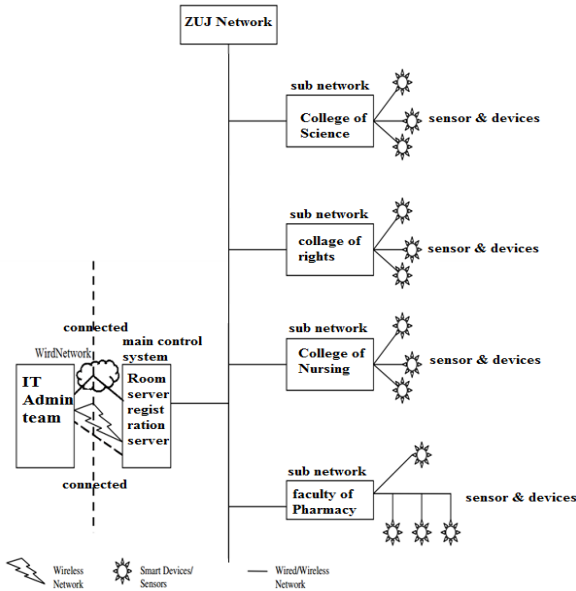 ZUJ Network
sub network
College of
Science
sensor & devices
sub network
collage of
rights
sensor & devices
connected
WirdNetwork
main control
system
IT
Admin
team
Room
server
regist
ration
server
connected
sub network
College of
Nursing
sensor & devices
sub network
faculty of
Pharmacy
sensor & devices
Wireless
Network
Smart Devices/
Sensors
Wired/Wireless
Network